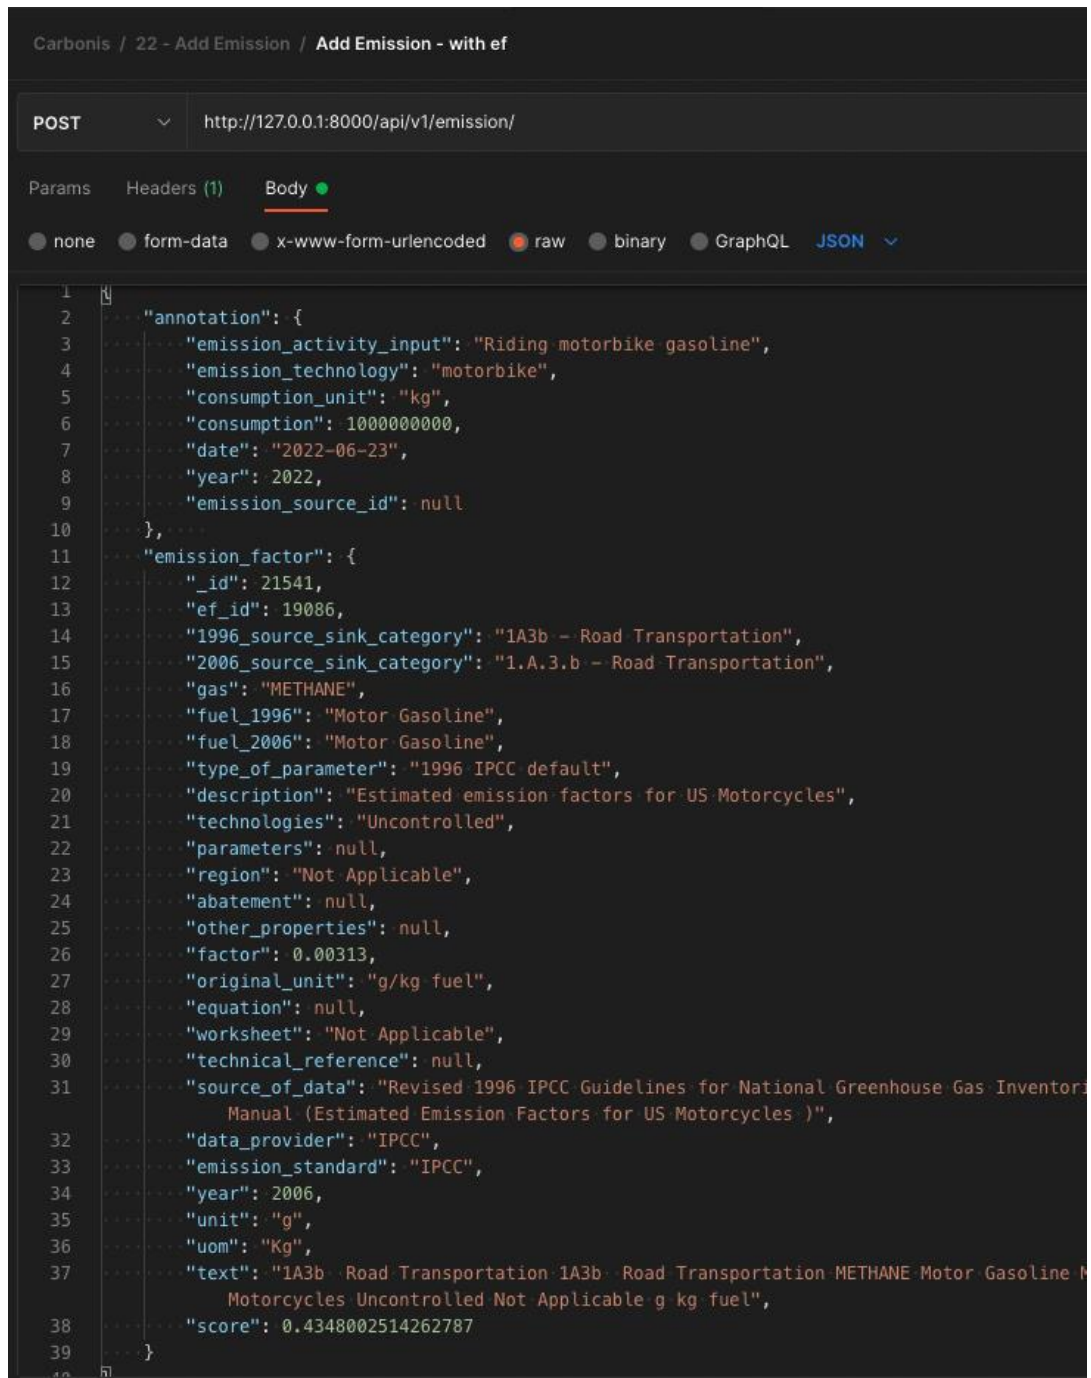 Carbonis / 22 - Add Emission / Add Emission - with ef
POST http://127.0.0.1:8000/api/v1/emission/
Params Headers (1) Body
none form-data x-www-form-urlencoded raw binary GraphQL JSON
1 {
2 "annotation": {
3 "emission_activity_input": "Riding motorbike gasoline",
4 "emission_technology": "motorbike",
5 "consumption_unit": "kg",
6 "consumption": 1000000000,
7 "date": "2022-06-23",
8 "year": 2022,
9 "emission_source_id": null
10 },
11 "emission_factor": {
12 "_id": 21541,
13 "ef_id": 19086,
14 "1996_source_sink_category": "1A3b - Road Transportation",
15 "2006_source_sink_category": "1.A.3.b - Road Transportation",
16 "gas": "METHANE",
17 "fuel_1996": "Motor Gasoline",
18 "fuel_2006": "Motor Gasoline",
19 "type_of_parameter": "1996 IPCC default",
20 "description": "Estimated emission factors for US Motorcycles",
21 "technologies": "Uncontrolled",
22 "parameters": null,
23 "region": "Not Applicable",
24 "abatement": null,
25 "other_properties": null,
26 "factor": 0.00313,
27 "original_unit": "g/kg fuel",
28 "equation": null,
29 "worksheet": "Not Applicable",
30 "technical_reference": null,
31 "source_of_data": "Revised 1996 IPCC Guidelines for National Greenhouse Gas Inventori
Manual (Estimated Emission Factors for US Motorcycles )",
32 "data_provider": "IPCC",
33 "emission_standard": "IPCC",
34 "year": 2006,
35 "unit": "g",
36 "uom": "Kg",
37 "text": "1A3b  Road Transportation 1A3b  Road Transportation METHANE Motor Gasoline
Motorcycles Uncontrolled Not Applicable g kg fuel",
38 "score": 0.4348002514262787
39 }